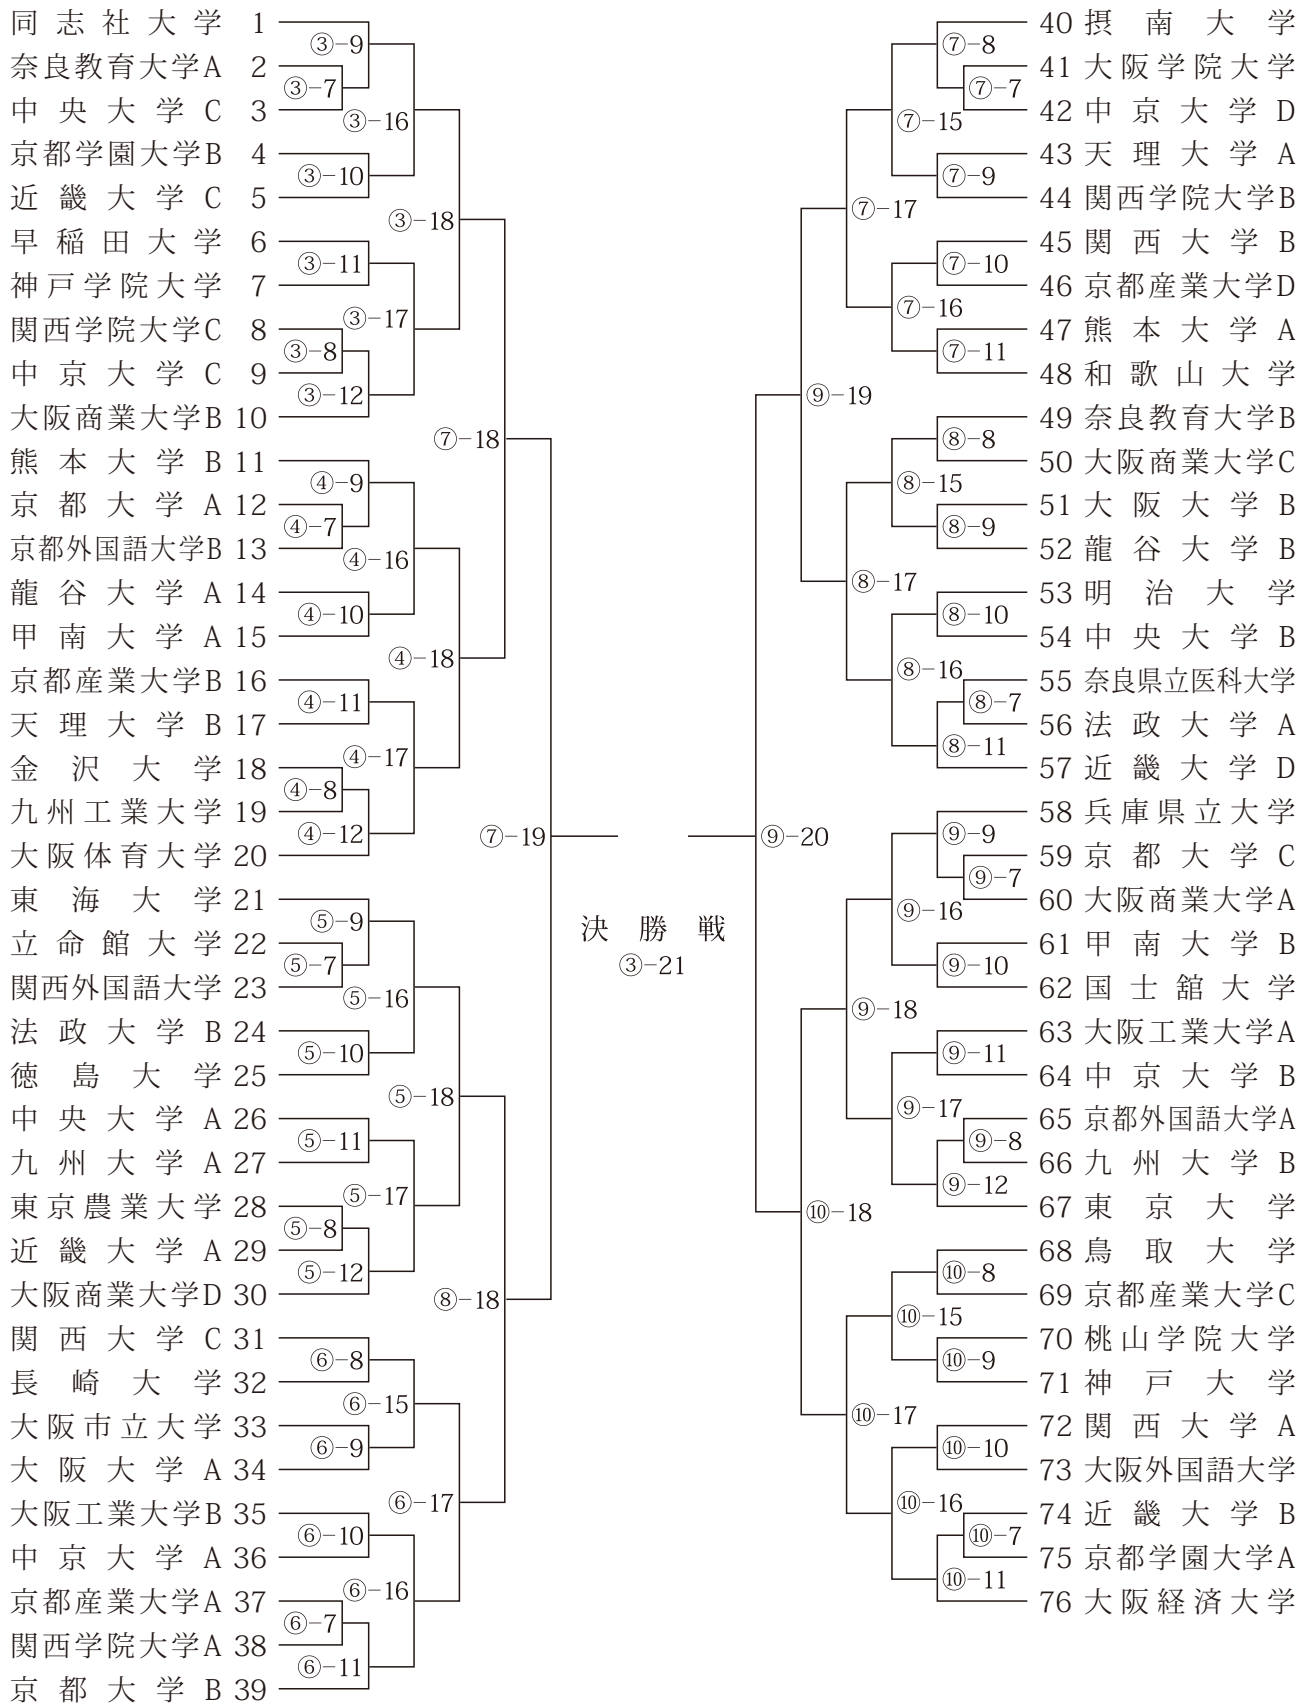 同志社大学 1
奈良教育大学A 2
中央大学C 3
京都学園大学B 4
近畿大学C 5
早稲田大学 6
神戸学院大学 7
関西学院大学C 8
中京大学C 9
大阪商業大学B 10
熊本大学B 11
京都大学A 12
京都外国語大学B 13
龍谷大学A 14
甲南大学A 15
京都産業大学B 16
天理大学B 17
金沢大学 18
九州工業大学 19
大阪体育大学 20
東海大学 21
立命館大学 22
関西外国語大学 23
法政大学B 24
徳島大学 25
中央大学A 26
九州大学A 27
東京農業大学 28
近畿大学A 29
大阪商業大学D 30
関西大学C 31
長崎大学 32
大阪市立大学 33
大阪大学A 34
大阪工業大学B 35
中京大学A 36
京都産業大学A 37
関西学院大学A 38
京都大学B 39
③-9
③-7
③-16
③-10
③-18
③-11
③-17
③-8
③-12
⑦-18
④-9
④-7
④-16
④-10
④-18
④-11
④-17
④-8
④-12
⑦-19
⑤-9
⑤-7
⑤-16
⑤-10
⑤-18
⑤-11
⑤-17
⑤-8
⑤-12
⑧-18
⑥-8
⑥-15
⑥-9
⑥-17
⑥-10
⑥-16
⑥-7
⑥-11
決勝戦
③-21
⑦-8
⑦-7
⑦-15
⑦-9
⑦-17
⑦-10
⑦-16
⑦-11
⑨-19
⑧-8
⑧-15
⑧-9
⑧-17
⑧-10
⑧-16
⑧-7
⑧-11
⑨-20
⑨-9
⑨-7
⑨-16
⑨-10
⑨-18
⑨-11
⑨-17
⑨-8
⑨-12
⑩-18
⑩-8
⑩-15
⑩-9
⑩-17
⑩-10
⑩-16
⑩-7
⑩-11
40 摂南大学
41 大阪学院大学
42 中京大学D
43 天理大学A
44 関西学院大学B
45 関西大学B
46 京都産業大学D
47 熊本大学A
48 和歌山大学
49 奈良教育大学B
50 大阪商業大学C
51 大阪大学B
52 龍谷大学B
53 明治大学
54 中央大学B
55 奈良県立医科大学
56 法政大学A
57 近畿大学D
58 兵庫県立大学
59 京都大学C
60 大阪商業大学A
61 甲南大学B
62 国士舘大学
63 大阪工業大学A
64 中京大学B
65 京都外国語大学A
66 九州大学B
67 東京大学
68 鳥取大学
69 京都産業大学C
70 桃山学院大学
71 神戸大学
72 関西大学A
73 大阪外国語大学
74 近畿大学B
75 京都学園大学A
76 大阪経済大学